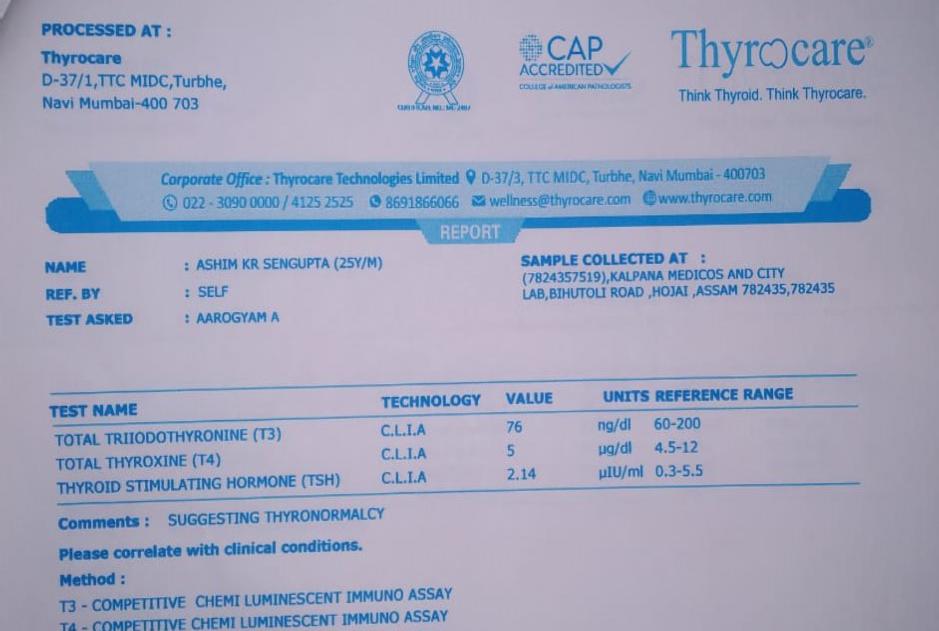 PROCESSED AT :
Thyrocare
D-37/1,TTC MIDC,Turbhe,
Navi Mumbai-400 703
CAP
ACCREDITED
COLLEGE of AMERICAN PATHOLOGISTS
Thyrocare®
Think Thyroid. Think Thyrocare.
Corporate Office : Thyrocare Technologies Limited D-37/3, TTC MIDC, Turbhe, Navi Mumbai - 400703
022 - 3090 0000 / 4125 2525 8691866066 wellness@thyrocare.com www.thyrocare.com
REPORT
NAME : ASHIM KR SENGUPTA (25Y/M)
REF. BY : SELF
TEST ASKED : AAROGYAM A
SAMPLE COLLECTED AT :
(7824357519),KALPANA MEDICOS AND CITY
LAB,BIHUTOLI ROAD ,HOJAI ,ASSAM 782435,782435
TEST NAME TECHNOLOGY VALUE UNITS REFERENCE RANGE
TOTAL TRIIODOTHYRONINE (T3) C.L.I.A 76 ng/dl 60-200
TOTAL THYROXINE (T4) C.L.I.A 5 µg/dl 4.5-12
THYROID STIMULATING HORMONE (TSH) C.L.I.A 2.14 µIU/ml 0.3-5.5
Comments : SUGGESTING THYRONORMALCY
Please correlate with clinical conditions.
Method :
T3 - COMPETITIVE CHEMI LUMINESCENT IMMUNO ASSAY
T4 - COMPETITIVE CHEMI LUMINESCENT IMMUNO ASSAY